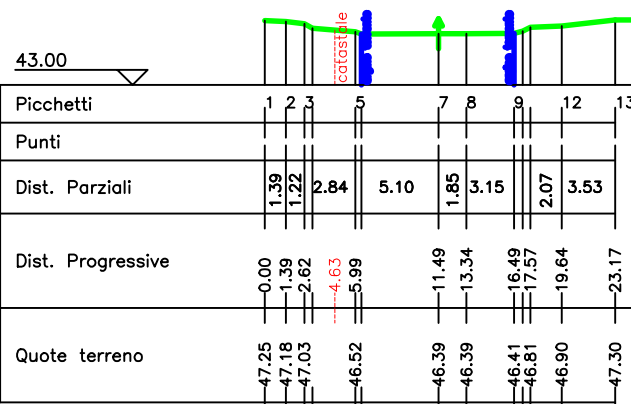 catastale
43.00
Picchetti 1 2 3 5 7 8 9 12 13
Punti
Dist. Parziali 1.39 1.22 2.84 5.10 1.85 3.15 2.07 3.53
Dist. Progressive 0.00 1.39 2.62 4.63 5.99 11.49 13.34 16.49 17.57 19.64 23.17
Quote terreno 47.25 47.18 47.03 46.52 46.39 46.39 46.41 46.81 46.90 47.30